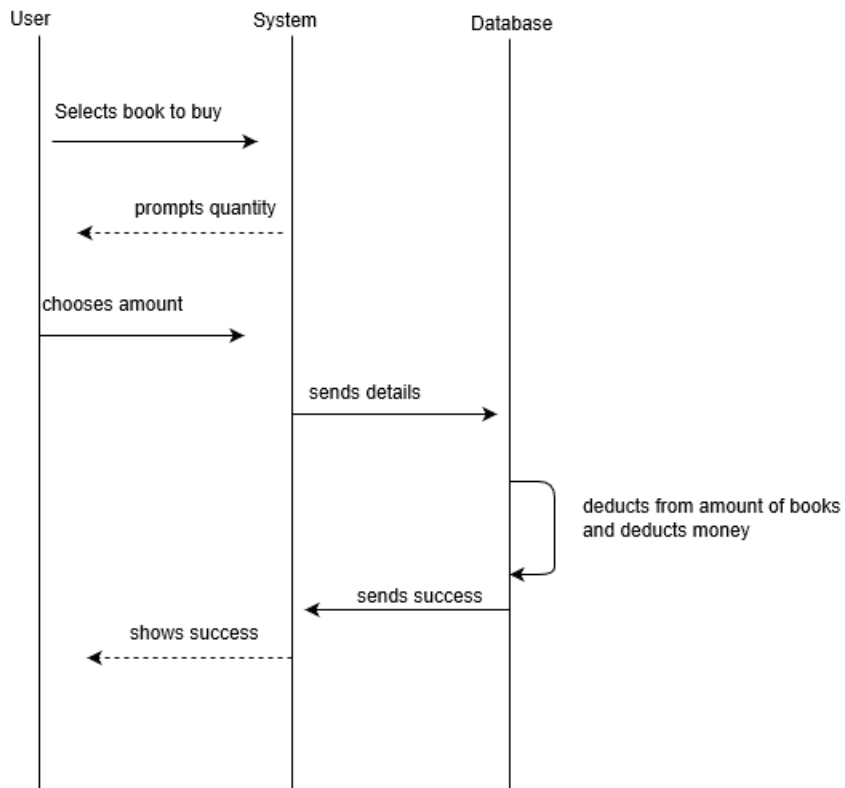 User
System
Database
Selects book to buy
prompts quantity
chooses amount
sends details
deducts from amount of books
and deducts money
sends success
shows success